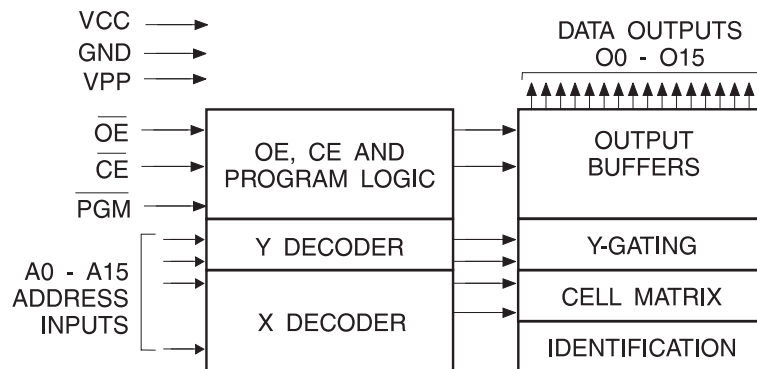 VCC
GND
VPP
DATA OUTPUTS
O0 - O15
OE
CE
PGM
OE, CE AND
PROGRAM LOGIC
OUTPUT
BUFFERS
A0 - A15
ADDRESS
INPUTS
Y DECODER
Y-GATING
X DECODER
CELL MATRIX
IDENTIFICATION